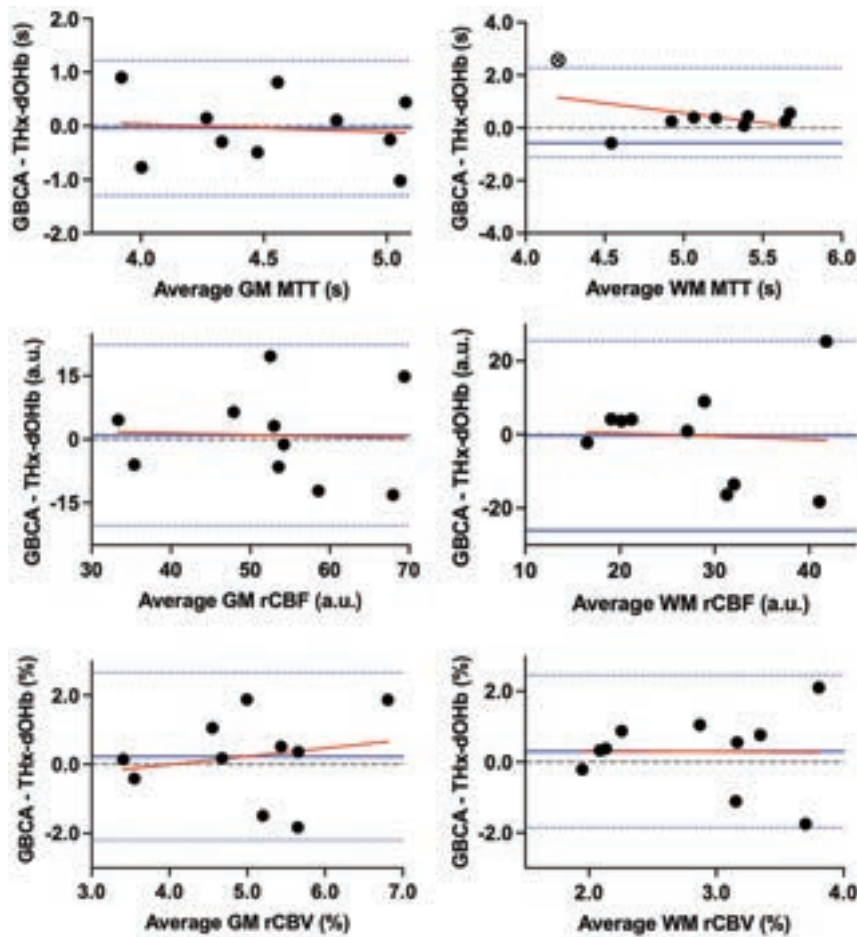 GBCA - THx-dOHb (s)
2.0
1.0
0.0
-1.0
-2.0
4.0 4.5 5.0
Average GM MTT (s)
GBCA - THx-dOHb (s)
4.0
2.0
0.0
-2.0
-4.0
4.0 4.5 5.0 5.5 6.0
Average WM MTT (s)
GBCA - THx-dOHb (a.u.)
15
0
-15
30 40 50 60 70
Average GM rCBF (a.u.)
GBCA - THx-dOHb (a.u.)
20
0
-20
10 20 30 40
Average WM rCBF (a.u.)
GBCA - THx-dOHb (%)
2.0
0.0
-2.0
3.0 4.0 5.0 6.0 7.0
Average GM rCBV (%)
GBCA - THx-dOHb (%)
2.0
0.0
-2.0
2.0 3.0 4.0
Average WM rCBV (%)